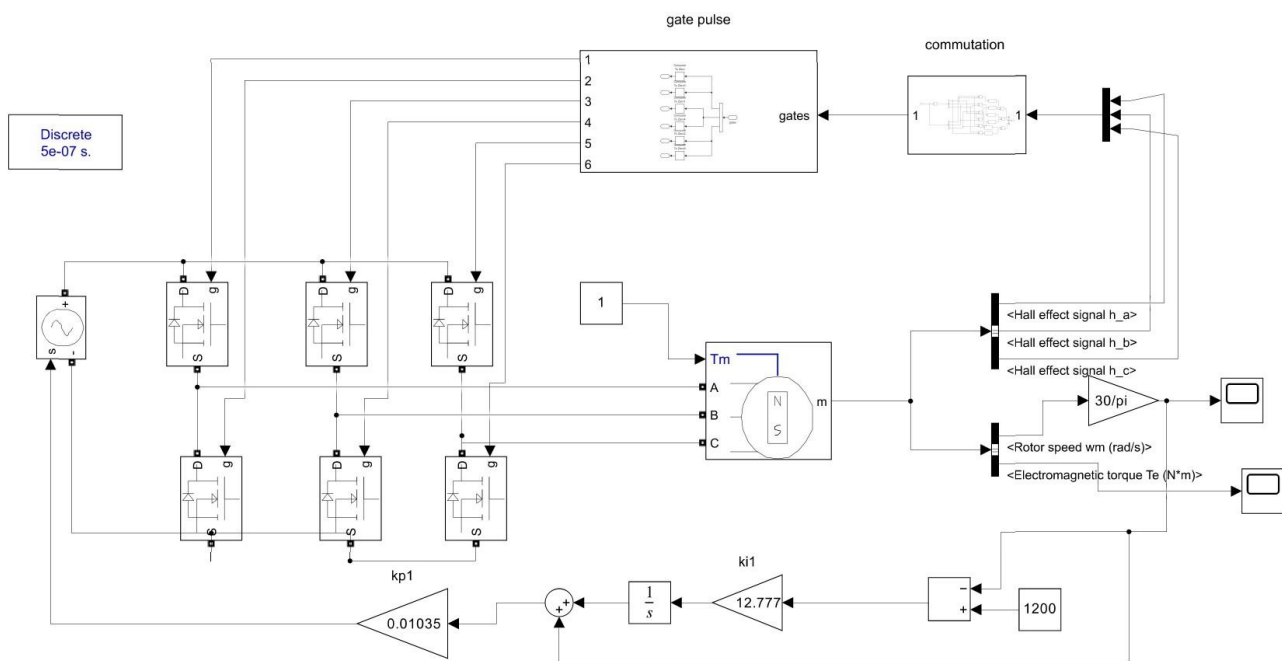 gate pulse
commutation
1
2
3
4
5
6
gates
1
1
Discrete
5e-07 s.
D
g
S
D
g
S
D
g
S
+
s
-
1
Tm
A
B
C
N
S
m
<Hall effect signal h_a>
<Hall effect signal h_b>
<Hall effect signal h_c>
30/pi
<Rotor speed wm (rad/s)>
<Electromagnetic torque Te (N*m)>
D
g
S
D
g
S
D
g
S
kp1
0.01035
+
+
1
s
ki1
12.777
−
+
1200